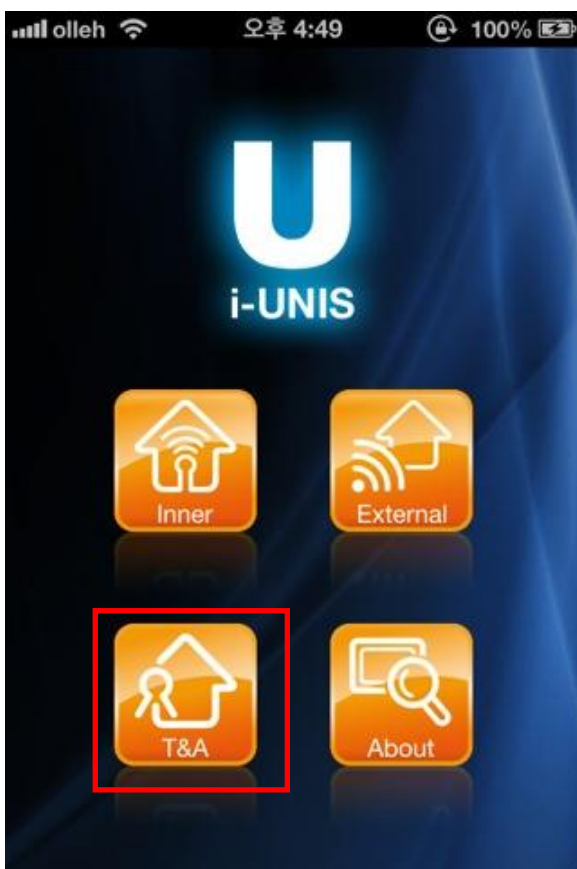 olleh 오후 4:49 100%
U
i-UNIS
Inner External
T&A About